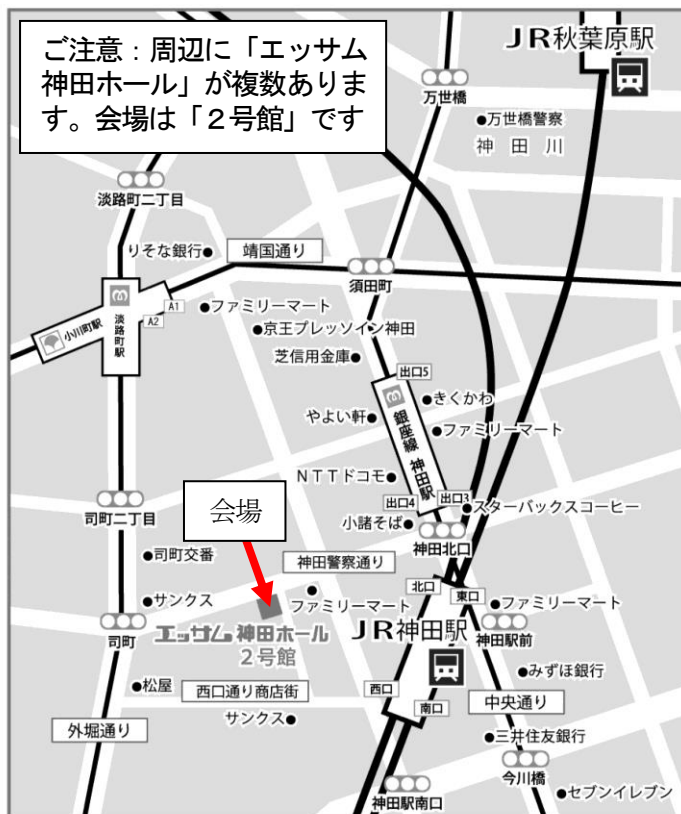 ご注意：周辺に「エッサム
神田ホール」が複数ありま
す。会場は「２号館」です
ＪＲ秋葉原駅
万世橋
●万世橋警察
神田川
淡路町二丁目
りそな銀行●
靖国通り
須田町
A1
A2
●ファミリーマート
小川町駅
淡路町駅
●京王プレッソイン神田
芝信用金庫●
出口5
●きくかわ
やよい軒●
●ファミリーマート
銀座線 神田駅
ＮＴＴドコモ●
出口4
出口3
●スターバックスコーヒー
司町二丁目
会場
小諸そば●
神田北口
●司町交番
神田警察通り
北口
東口
●サンクス
●ファミリーマート
●ファミリーマート
司町
エッサム 神田ホール
２号館
ＪＲ神田駅
神田駅前
●みずほ銀行
●松屋
西口通り商店街
西口
南口
中央通り
サンクス●
外堀通り
●三井住友銀行
今川橋
神田駅南口
●セブンイレブン